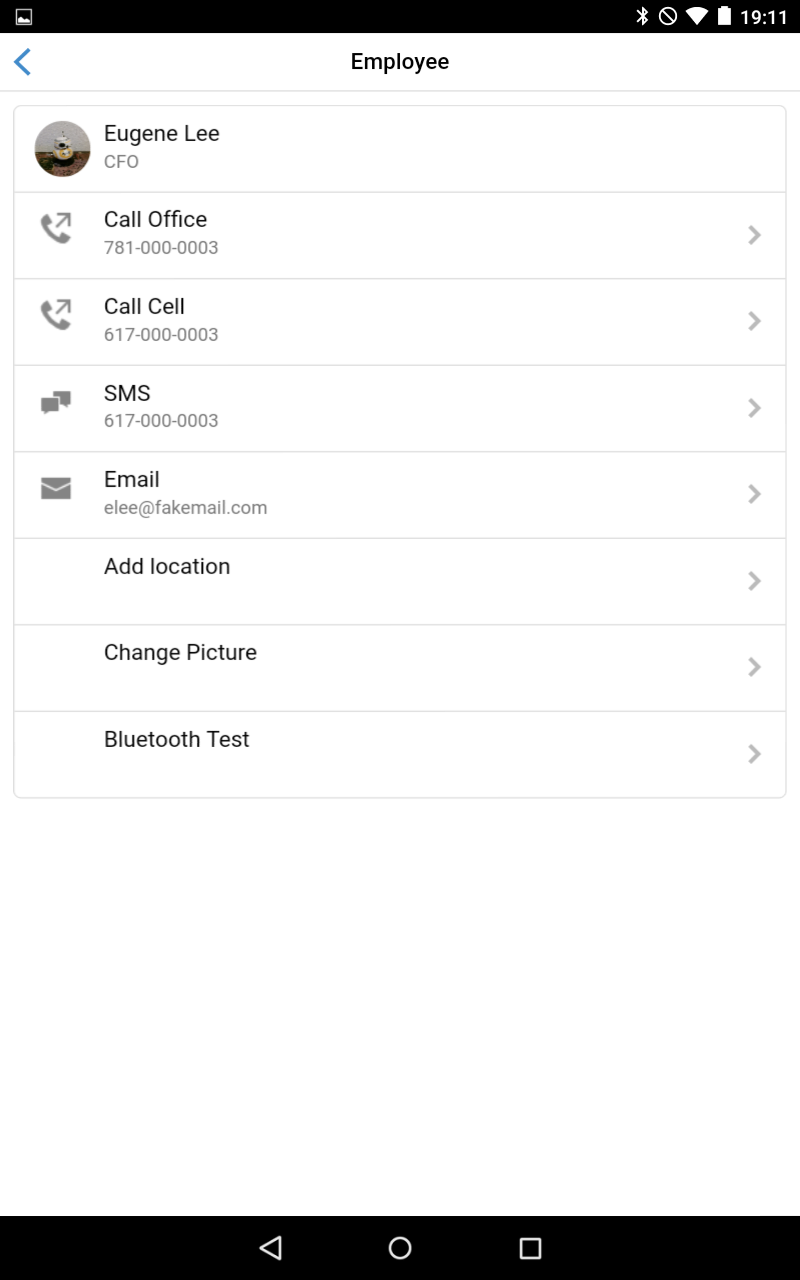 19:11
Employee
Eugene Lee
CFO
Call Office
781-000-0003
Call Cell
617-000-0003
SMS
617-000-0003
Email
elee@fakemail.com
Add location
Change Picture
Bluetooth Test